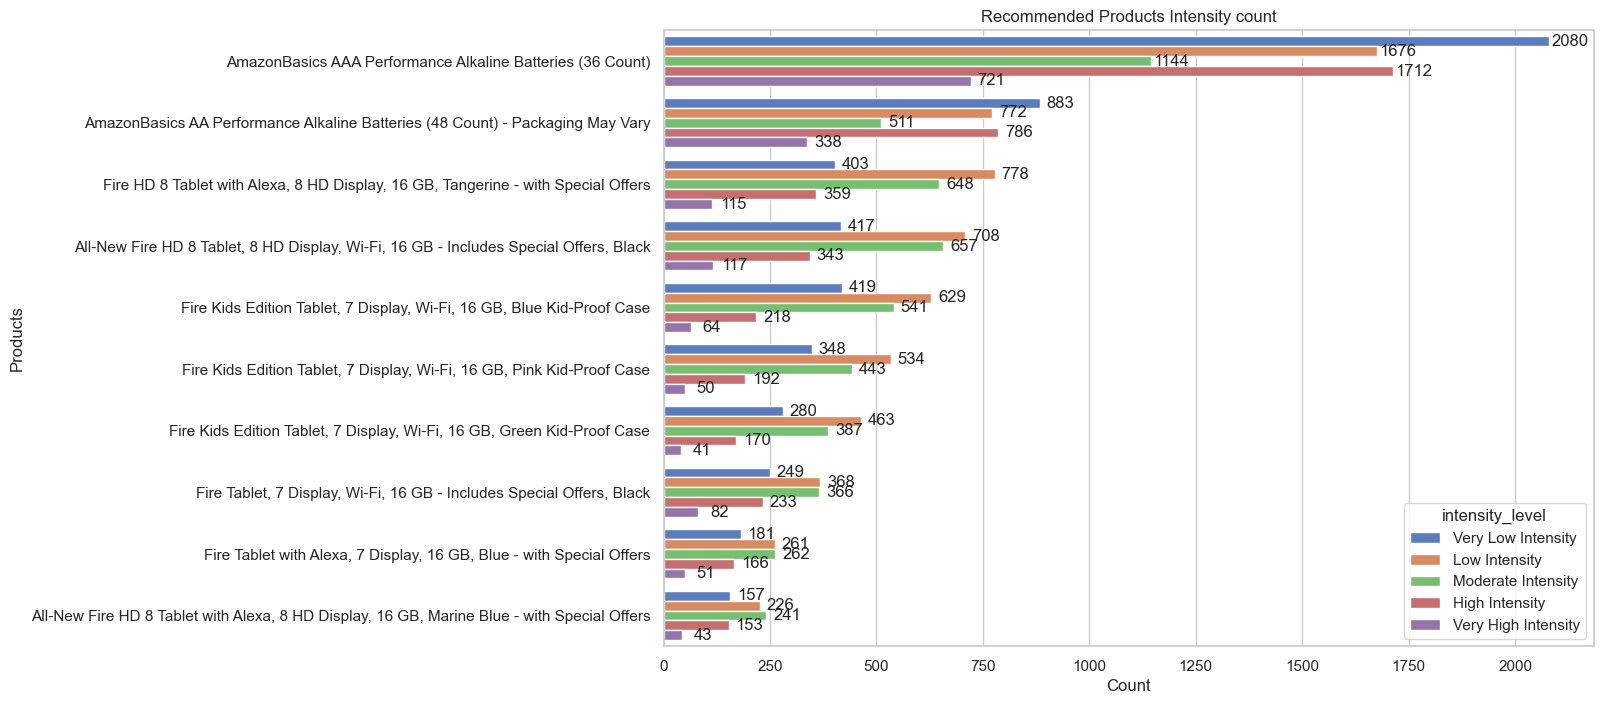 Recommended Products Intensity count
Products
AmazonBasics AAA Performance Alkaline Batteries (36 Count)
2080
1676
1144
1712
721
AmazonBasics AA Performance Alkaline Batteries (48 Count) - Packaging May Vary
883
772
511
786
338
Fire HD 8 Tablet with Alexa, 8 HD Display, 16 GB, Tangerine - with Special Offers
403
778
648
359
115
All-New Fire HD 8 Tablet, 8 HD Display, Wi-Fi, 16 GB - Includes Special Offers, Black
417
708
657
343
117
Fire Kids Edition Tablet, 7 Display, Wi-Fi, 16 GB, Blue Kid-Proof Case
419
629
541
218
64
Fire Kids Edition Tablet, 7 Display, Wi-Fi, 16 GB, Pink Kid-Proof Case
348
534
443
192
50
Fire Kids Edition Tablet, 7 Display, Wi-Fi, 16 GB, Green Kid-Proof Case
280
463
387
170
41
Fire Tablet, 7 Display, Wi-Fi, 16 GB - Includes Special Offers, Black
249
368
366
233
82
Fire Tablet with Alexa, 7 Display, 16 GB, Blue - with Special Offers
181
261
262
166
51
All-New Fire HD 8 Tablet with Alexa, 8 HD Display, 16 GB, Marine Blue - with Special Offers
157
226
241
153
43
intensity_level
Very Low Intensity
Low Intensity
Moderate Intensity
High Intensity
Very High Intensity
0 250 500 750 1000 1250 1500 1750 2000
Count